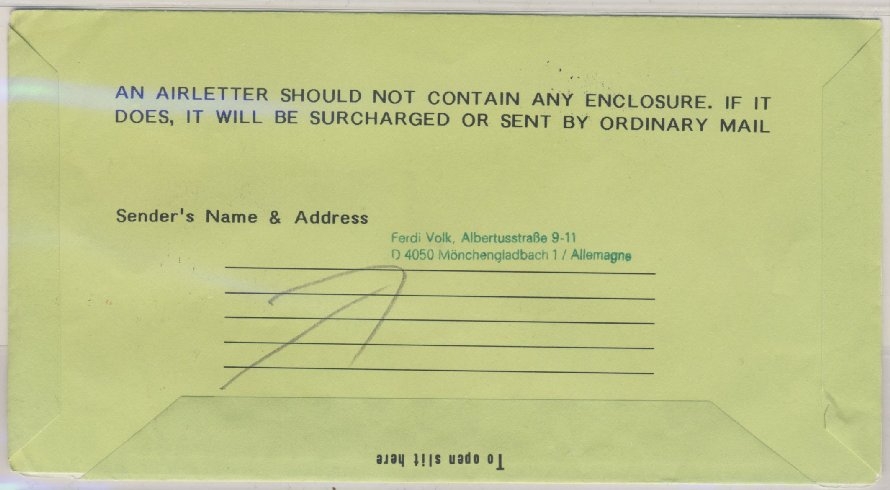 AN AIRLETTER SHOULD NOT CONTAIN ANY ENCLOSURE. IF IT
DOES, IT WILL BE SURCHARGED OR SENT BY ORDINARY MAIL
Sender's Name & Address
Ferdi Volk, Albertusstraße 9-11
D 4050 Mönchengladbach 1 / Allemagne
To open slit here